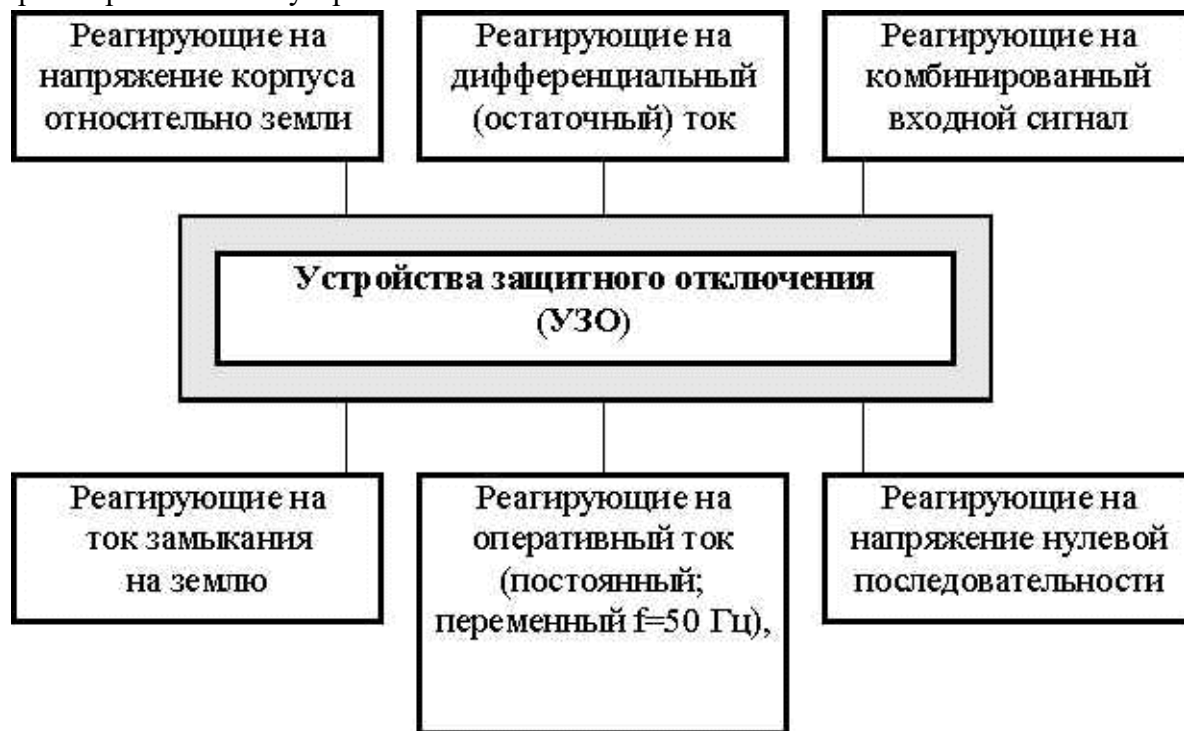 Реагирующие на
напряжение корпуса
относительно земли
Реагирующие на
дифференциальный
(остаточный) ток
Реагирующие на
комбинированный
входной сигнал
Устройства защитного отключения
(УЗО)
Реагирующие на
ток замыкания
на землю
Реагирующие на
оперативный ток
(постоянный;
переменный f=50 Гц),
Реагирующие на
напряжение нулевой
последовательности